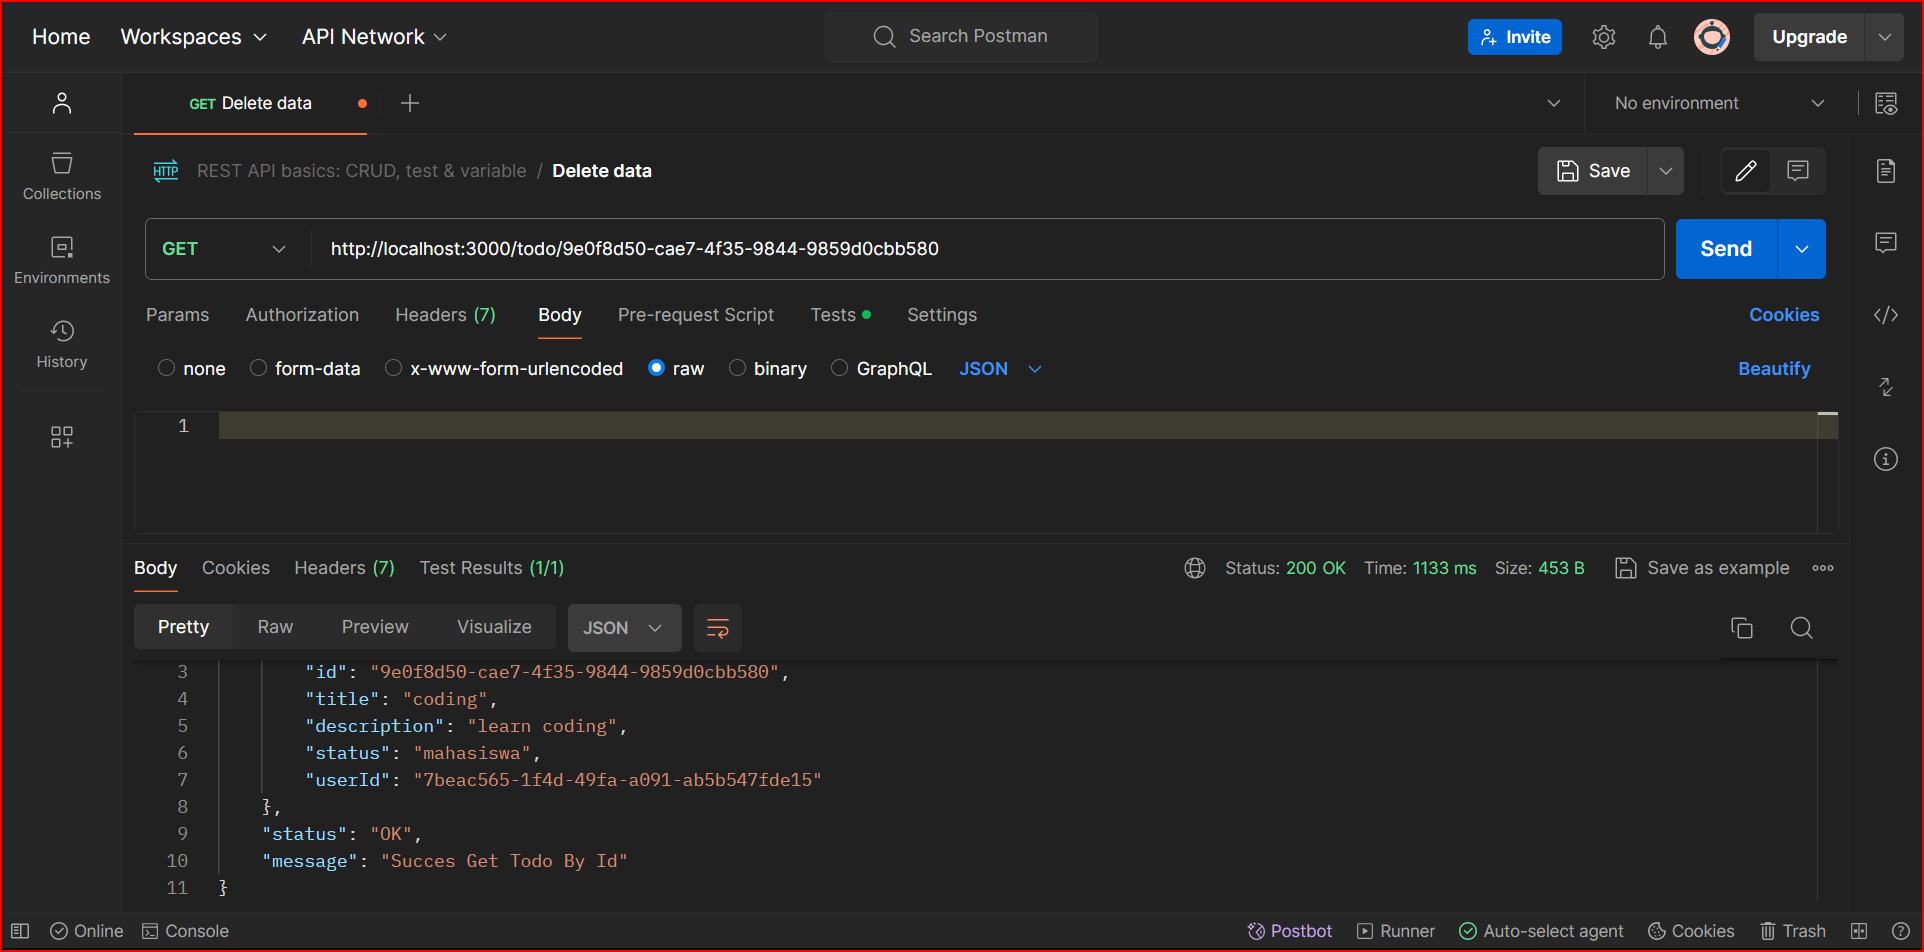 Home Workspaces API Network Search Postman Invite Upgrade
GET Delete data No environment
HTTP REST API basics: CRUD, test & variable / Delete data Save
Collections
Environments
History
GET http://localhost:3000/todo/9e0f8d50-cae7-4f35-9844-9859d0cbb580 Send
Params Authorization Headers (7) Body Pre-request Script Tests Settings Cookies
none form-data x-www-form-urlencoded raw binary GraphQL JSON Beautify
1
Body Cookies Headers (7) Test Results (1/1) Status: 200 OK Time: 1133 ms Size: 453 B Save as example
Pretty Raw Preview Visualize JSON
3 "id": "9e0f8d50-cae7-4f35-9844-9859d0cbb580",
4 "title": "coding",
5 "description": "learn coding",
6 "status": "mahasiswa",
7 "userId": "7beac565-1f4d-49fa-a091-ab5b547fde15"
8 },
9 "status": "OK",
10 "message": "Succes Get Todo By Id"
11 }
Online Console Postbot Runner Auto-select agent Cookies Trash